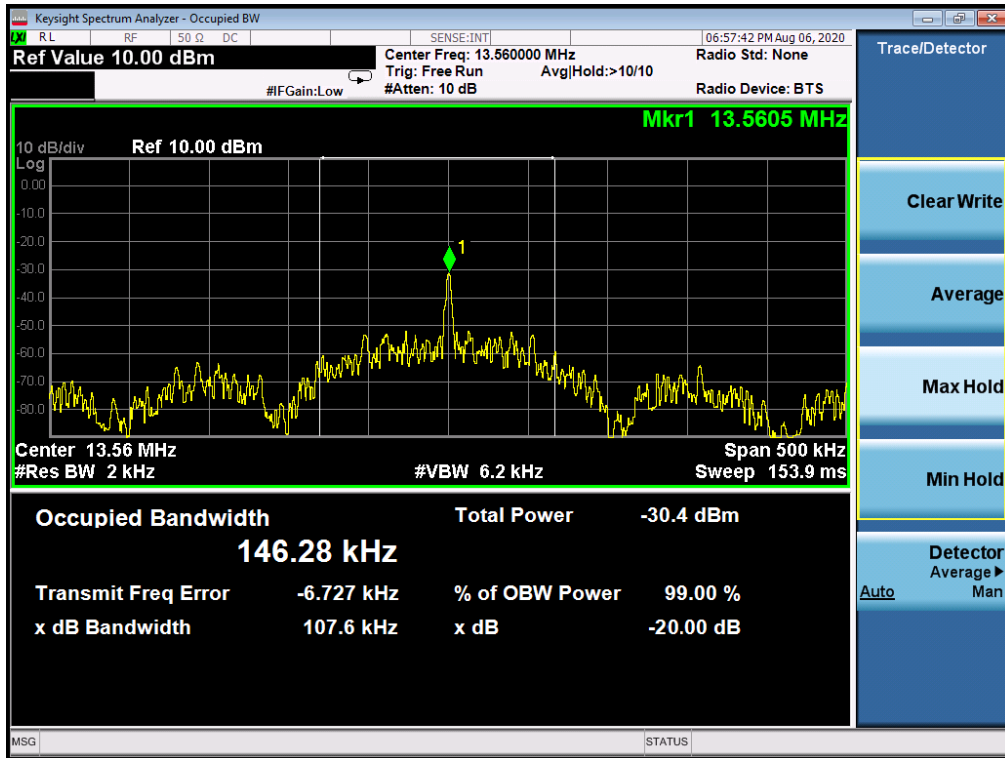 Keysight Spectrum Analyzer - Occupied BW
LXI RL RF 50 Ω DC SENSE:INT 06:57:42 PM Aug 06, 2020
Ref Value 10.00 dBm Center Freq: 13.560000 MHz Radio Std: None
Trig: Free Run Avg|Hold:>10/10
#IFGain:Low #Atten: 10 dB Radio Device: BTS
Mkr1 13.5605 MHz
10 dB/div Ref 10.00 dBm
Log
0.00
-10.0
-20.0
1
-30.0
-40.0
-50.0
-60.0
-70.0
-80.0
Center 13.56 MHz Span 500 kHz
#Res BW 2 kHz #VBW 6.2 kHz Sweep 153.9 ms
Occupied Bandwidth Total Power -30.4 dBm
146.28 kHz
Transmit Freq Error -6.727 kHz % of OBW Power 99.00 %
x dB Bandwidth 107.6 kHz x dB -20.00 dB
MSG STATUS
Trace/Detector
Clear Write
Average
Max Hold
Min Hold
Detector
Average▶
Auto Man